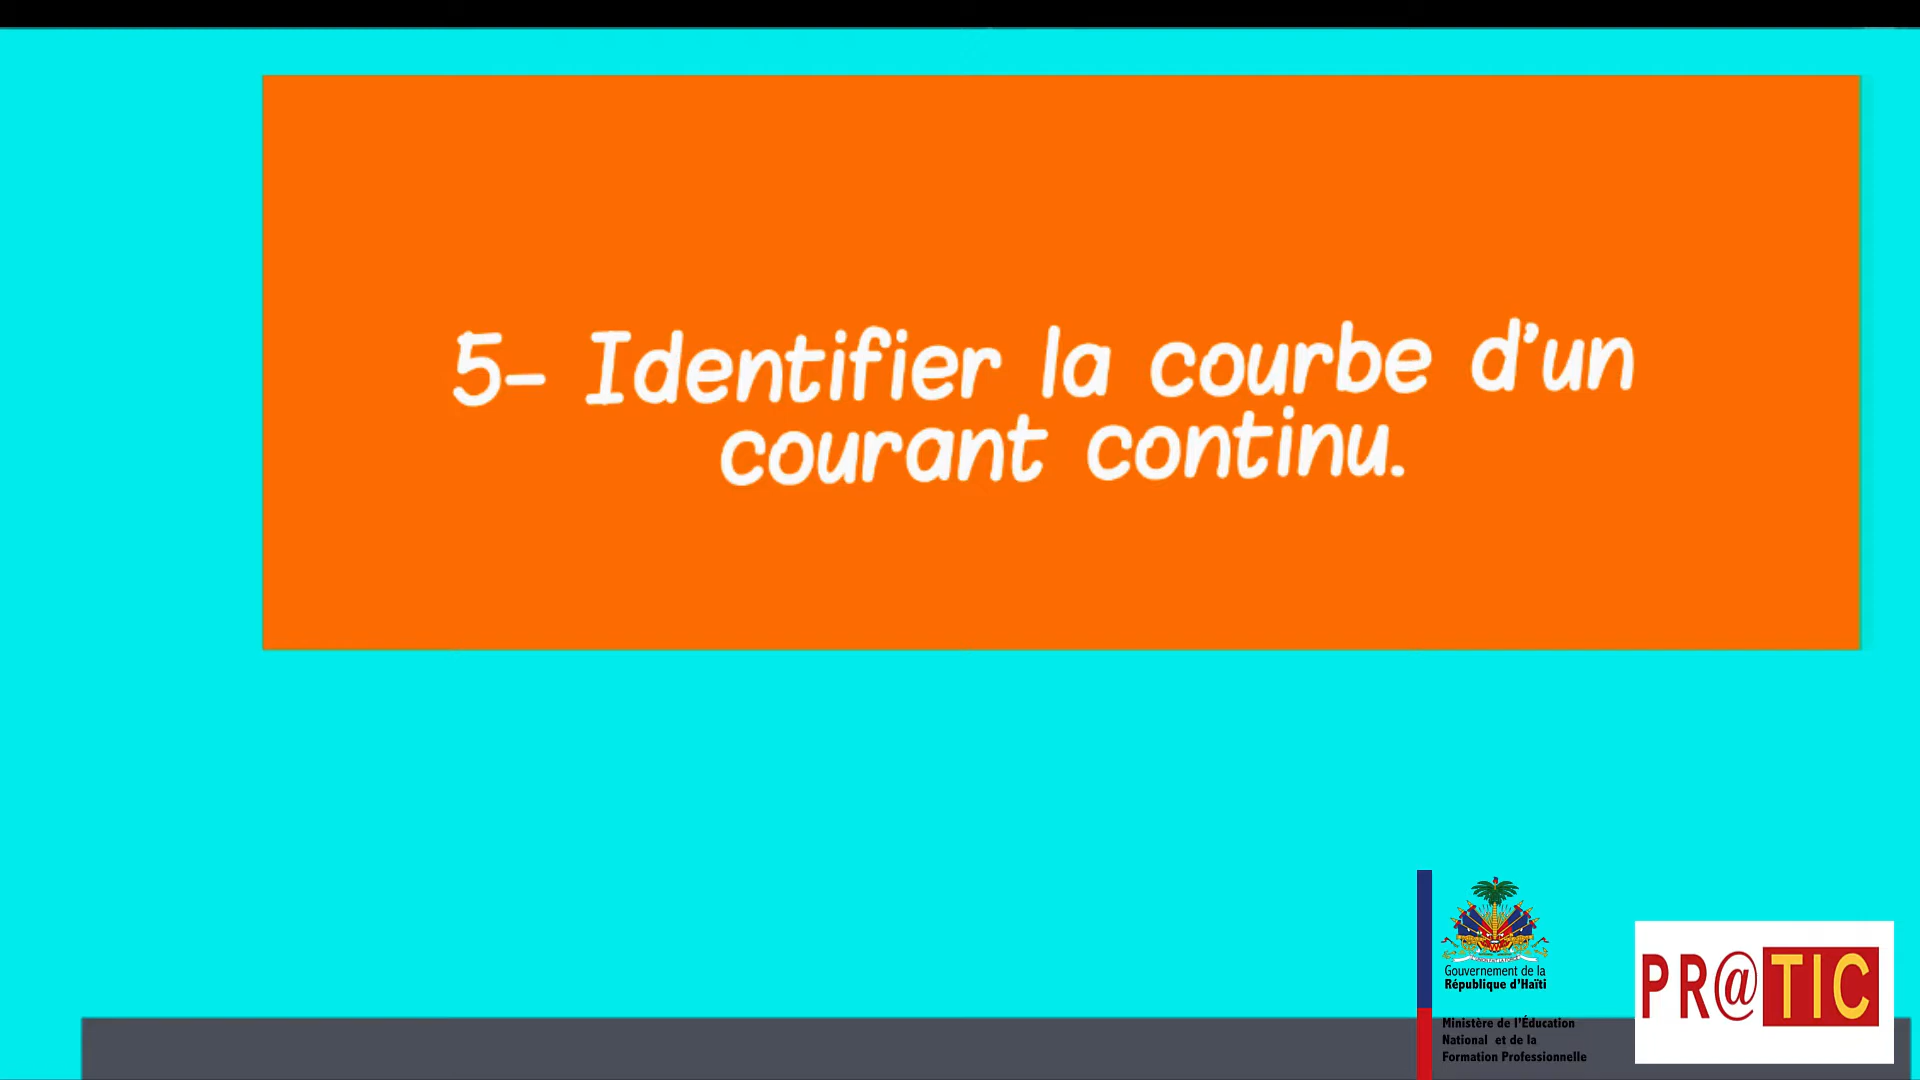 5- Identifier la courbe d'un
courant continu.
Gouvernement de la
République d'Haïti
Ministère de l'Éducation
National et de la
Formation Professionnelle
PR@TIC